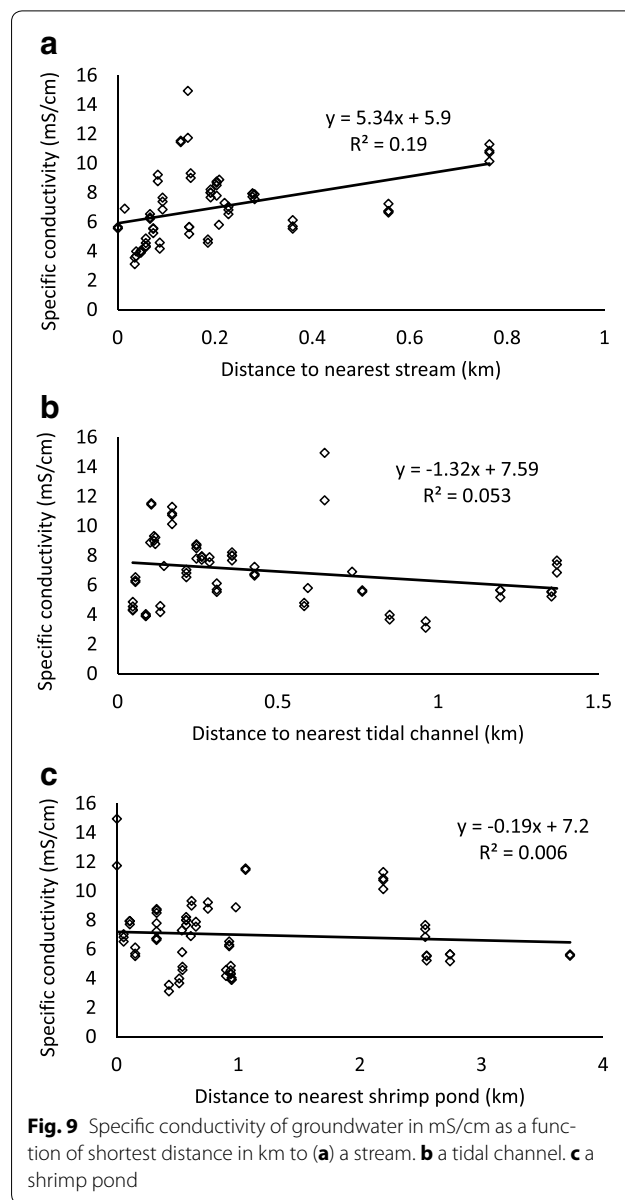 a
16
14
12
10
8
6
4
2
0
Specific conductivity (mS/cm)
y = 5.34x + 5.9
R² = 0.19
0 0.2 0.4 0.6 0.8 1
Distance to nearest stream (km)
b
16
14
12
10
8
6
4
2
0
Specific conductivity (mS/cm)
y = -1.32x + 7.59
R² = 0.053
0 0.5 1 1.5
Distance to nearest tidal channel (km)
c
16
14
12
10
8
6
4
2
0
Specific conductivity (mS/cm)
y = -0.19x + 7.2
R² = 0.006
0 1 2 3 4
Distance to nearest shrimp pond (km)
Fig. 9 Specific conductivity of groundwater in mS/cm as a func-
tion of shortest distance in km to (a) a stream. b a tidal channel. c a
shrimp pond